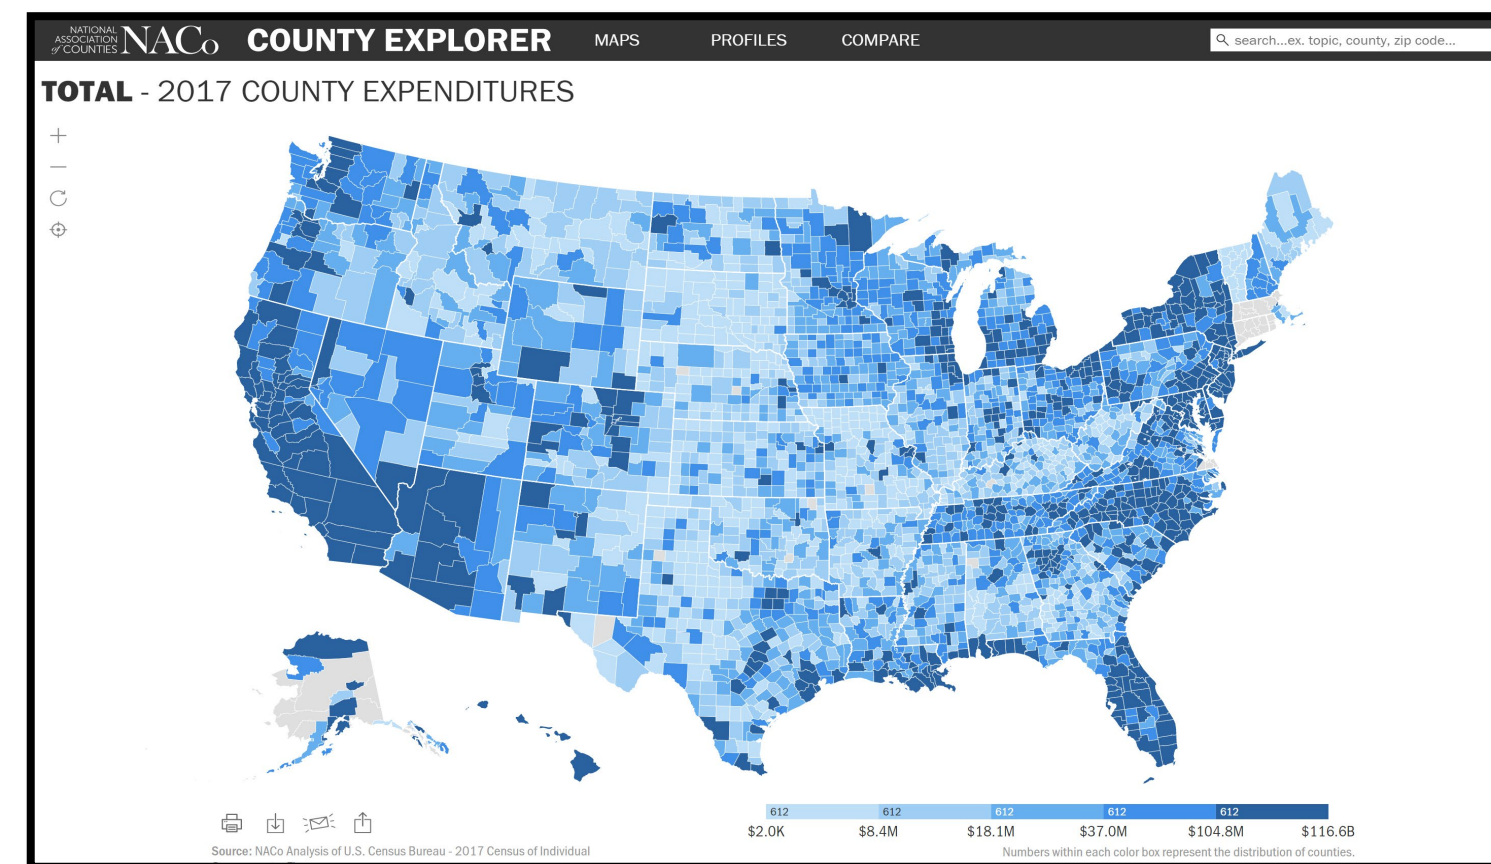 NATIONAL
ASSOCIATION
of COUNTIES
NACo
COUNTY EXPLORER
MAPS
PROFILES
COMPARE
search...ex. topic, county, zip code...
TOTAL - 2017 COUNTY EXPENDITURES
612 612 612 612 612
$2.0K $8.4M $18.1M $37.0M $104.8M $116.6B
Source: NACo Analysis of U.S. Census Bureau - 2017 Census of Individual
Numbers within each color box represent the distribution of counties.